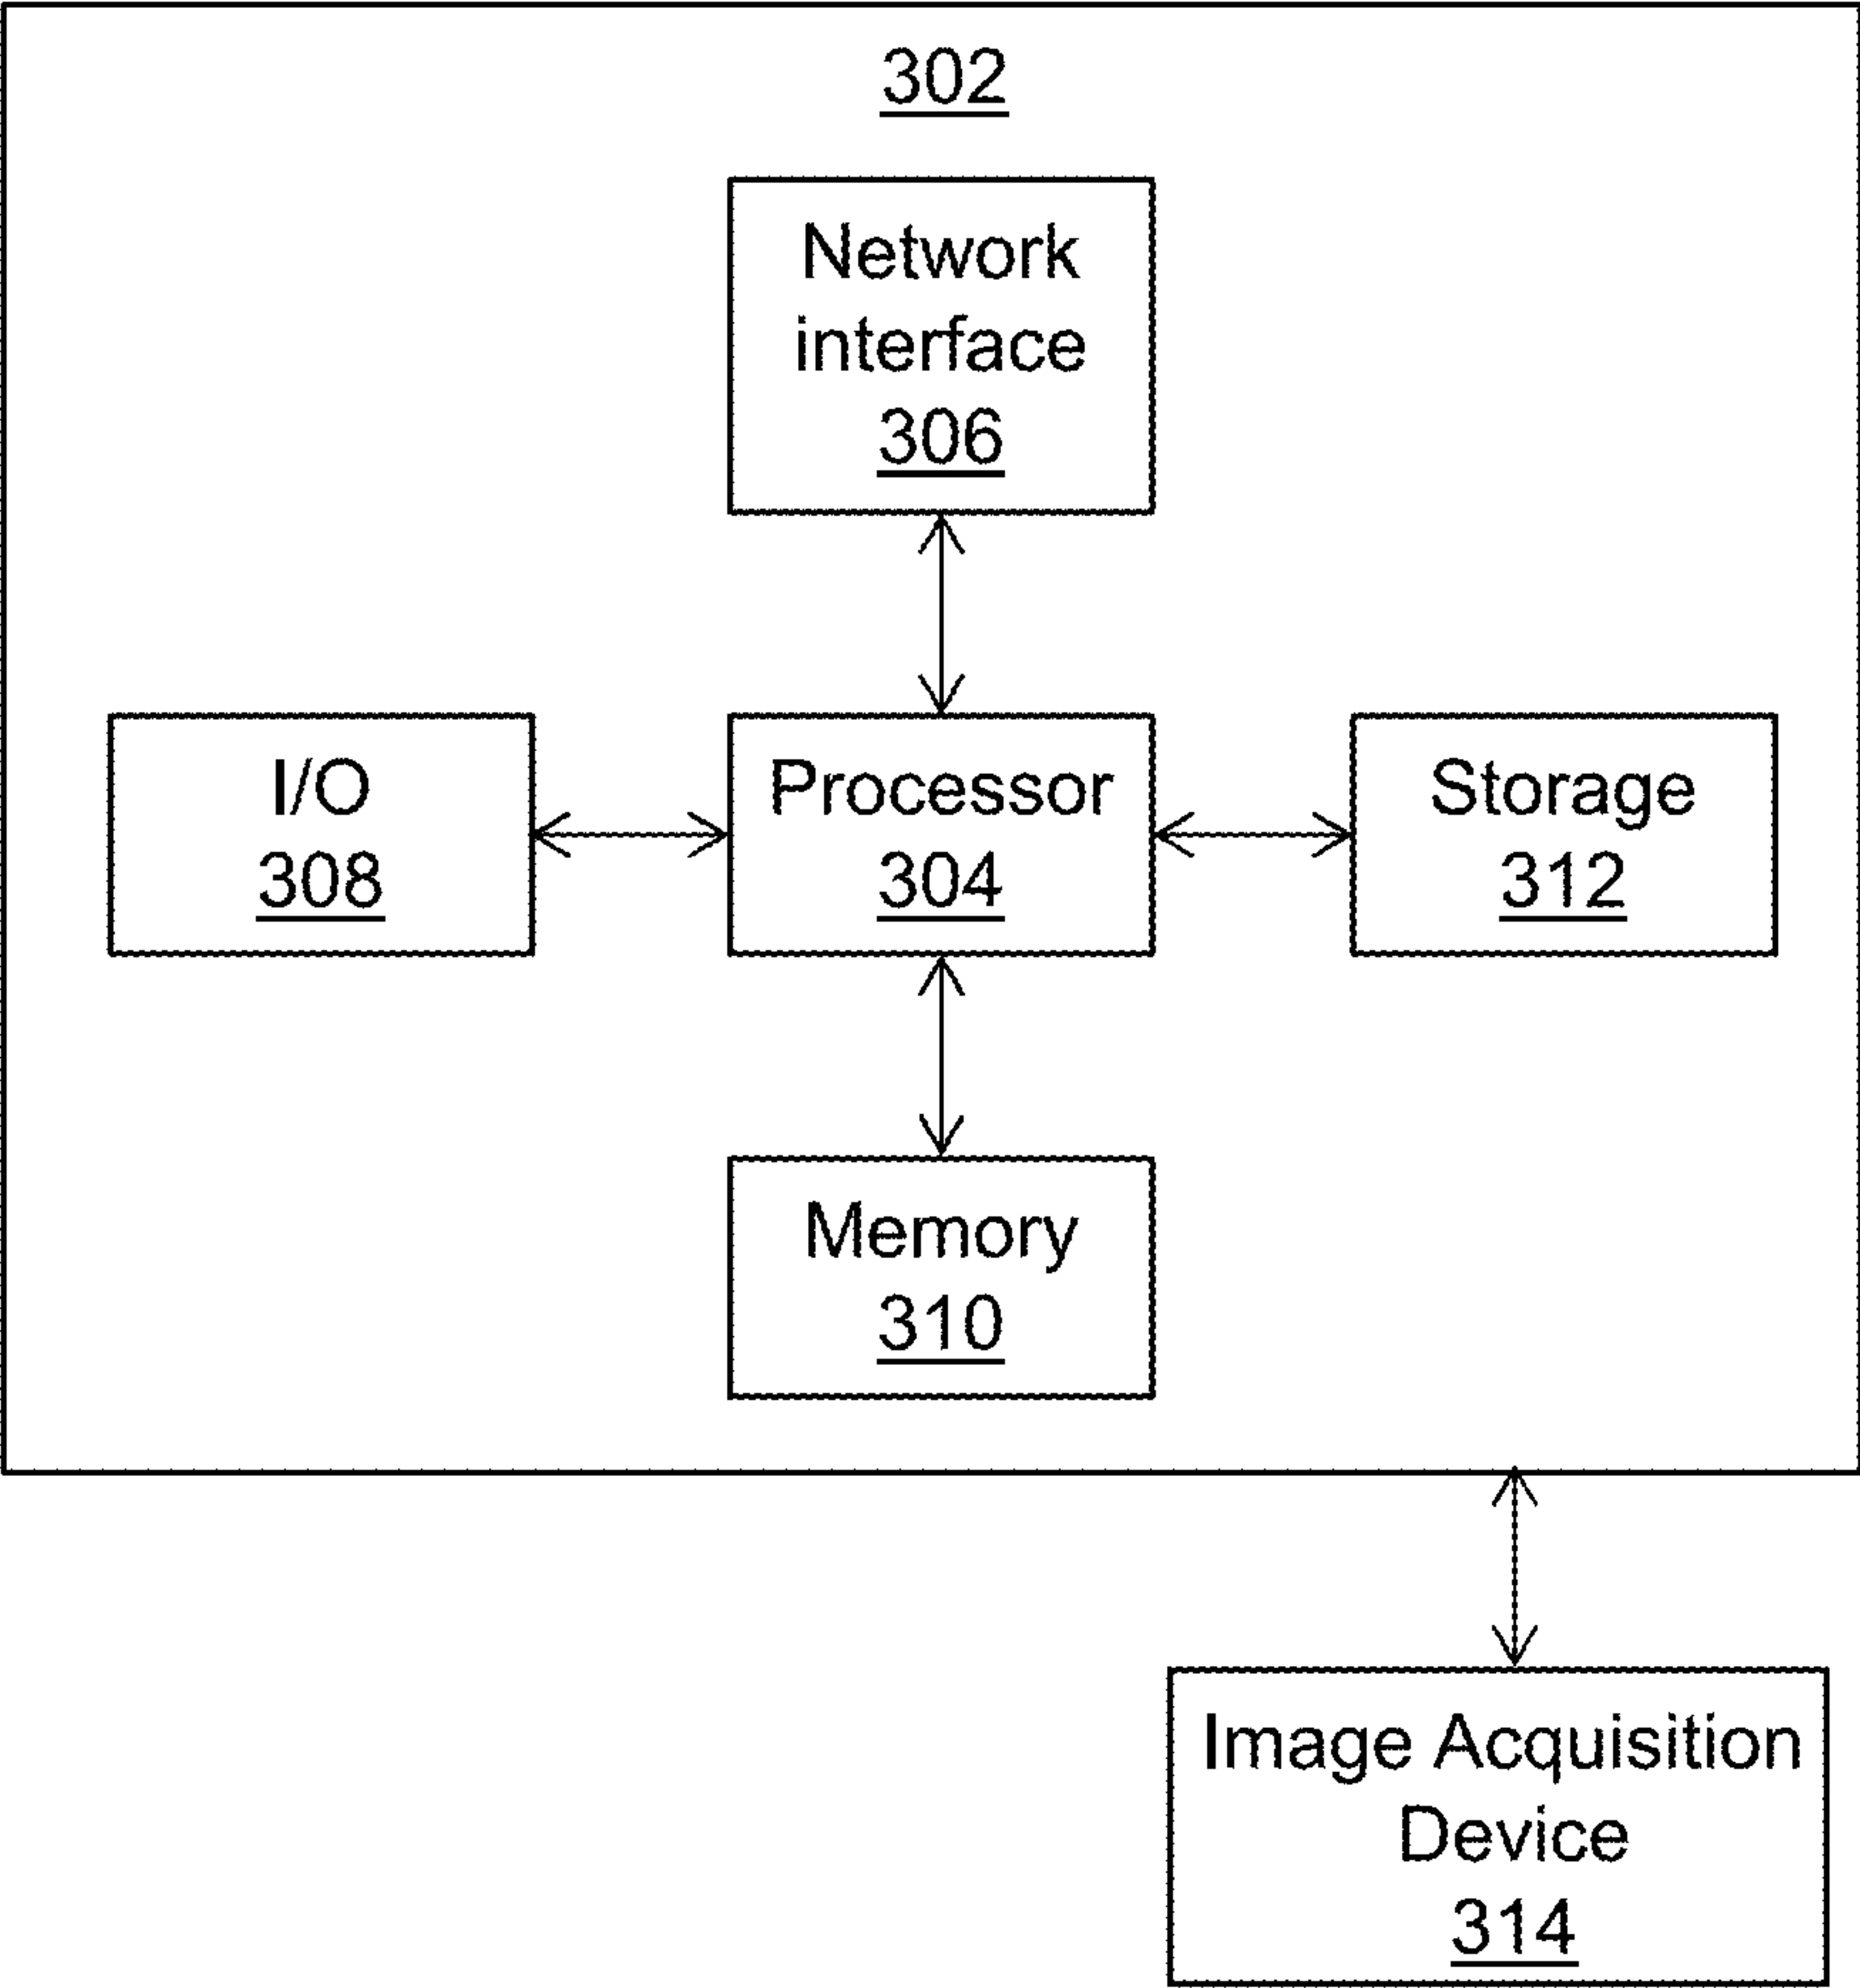 302
Network
interface
306
I/O
308
Processor
304
Storage
312
Memory
310
Image Acquisition
Device
314